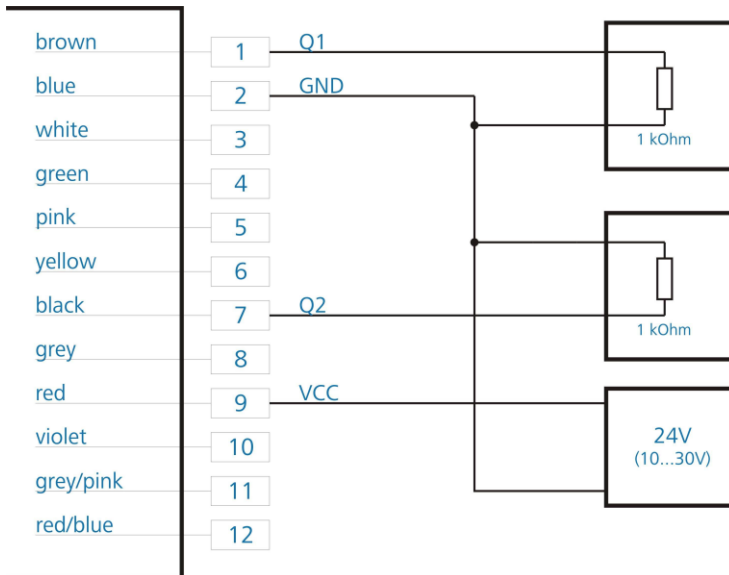 brown 1 Q1
blue 2 GND
white 3
1 kOhm
green 4
pink 5
yellow 6
black 7 Q2
1 kOhm
grey 8
red 9 VCC
24V
(10...30V)
violet 10
grey/pink 11
red/blue 12